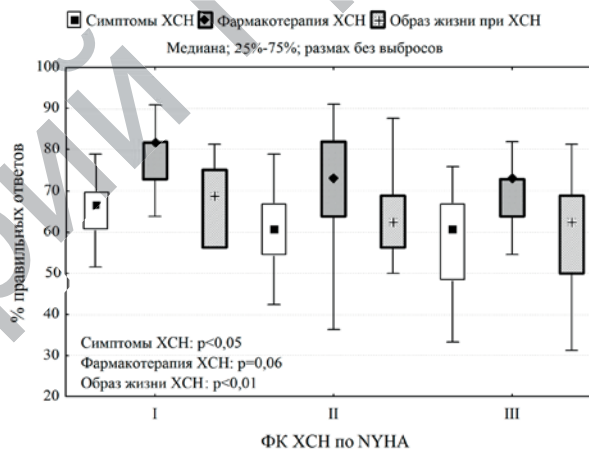 Симптомы ХСН Фармакотерапия ХСН Образ жизни при ХСН
Медиана; 25%-75%; размах без выбросов
100
90
80
70
60
50
40
30
20
% правильных ответов
Симптомы ХСН: p<0,05
Фармакотерапия ХСН: p=0,06
Образ жизни ХСН: p<0,01
I II III
ФК ХСН по NYHA